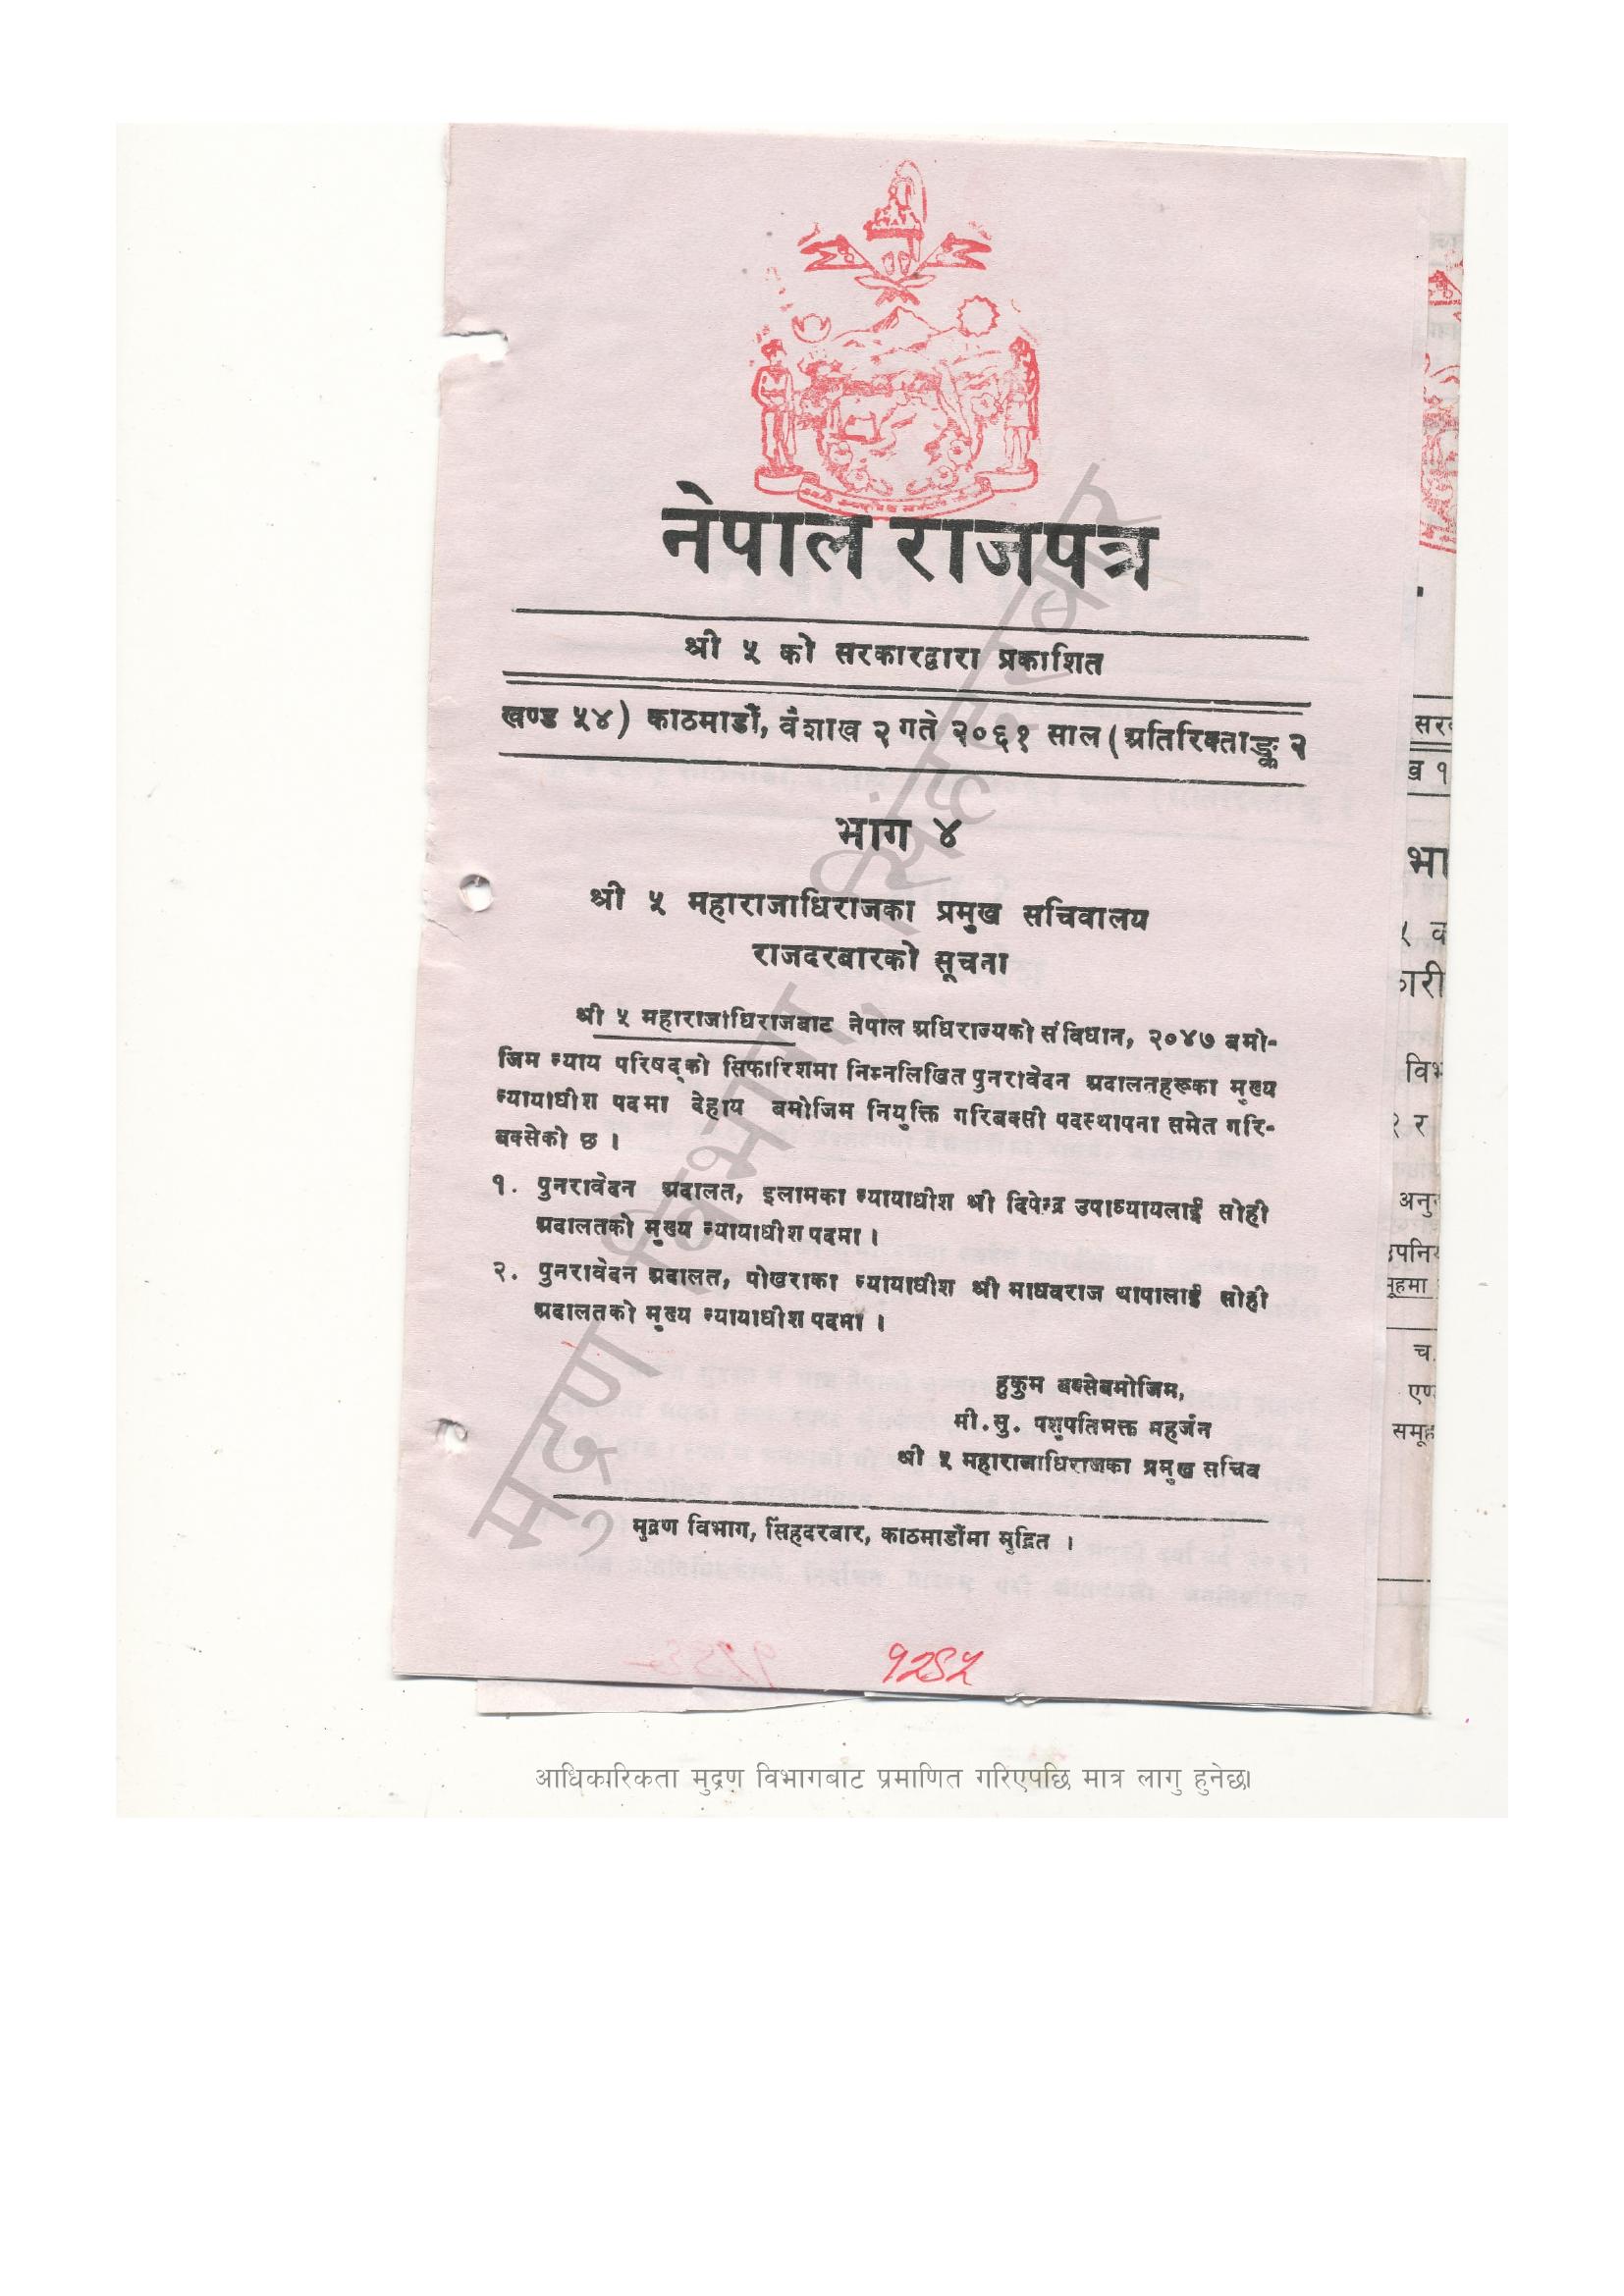 नेपाल राजपत्र
श्री ५ को सरकारद्वारा प्रकाशित
खण्ड ५४) काठमाडौं, वैशाख २ गते २०६१ साल (अतिरिक्ताङ्क २
भाग ४
श्री ५ महाराजाधिराजका प्रमुख सचिवालय
राजदरबारको सूचना
श्री ५ महाराजाधिराजबाट नेपाल अधिराज्यको संविधान, २०४७ बमो-
जिम न्याय परिषद्को सिफारिशमा निम्नलिखित पुनरावेदन अदालतहरूका मुख्य
न्यायाधीश पदमा देहाय बमोजिम नियुक्ति गरिबक्सी पदस्थापना समेत गरि-
बक्सेको छ ।
१. पुनरावेदन अदालत, इलामका न्यायाधीश श्री दिपेन्द्र उपाध्यायलाई सोही
अदालतको मुख्य न्यायाधीश पदमा ।
२. पुनरावेदन अदालत, पोखराका न्यायाधीश श्री माधवराज थापालाई सोही
अदालतको मुख्य न्यायाधीश पदमा ।
हुकुम बक्सेबमोजिम,
मी.सु. पशुपतिभक्त महर्जन
श्री ५ महाराजाधिराजका प्रमुख सचिव
मुद्रण विभाग, सिंहदरबार, काठमाडौंमा मुद्रित ।
मुद्रण विभाग, सिंहदरबार
आधिकारिकता मुद्रण विभागबाट प्रमाणित गरिएपछि मात्र लागु हुनेछ।